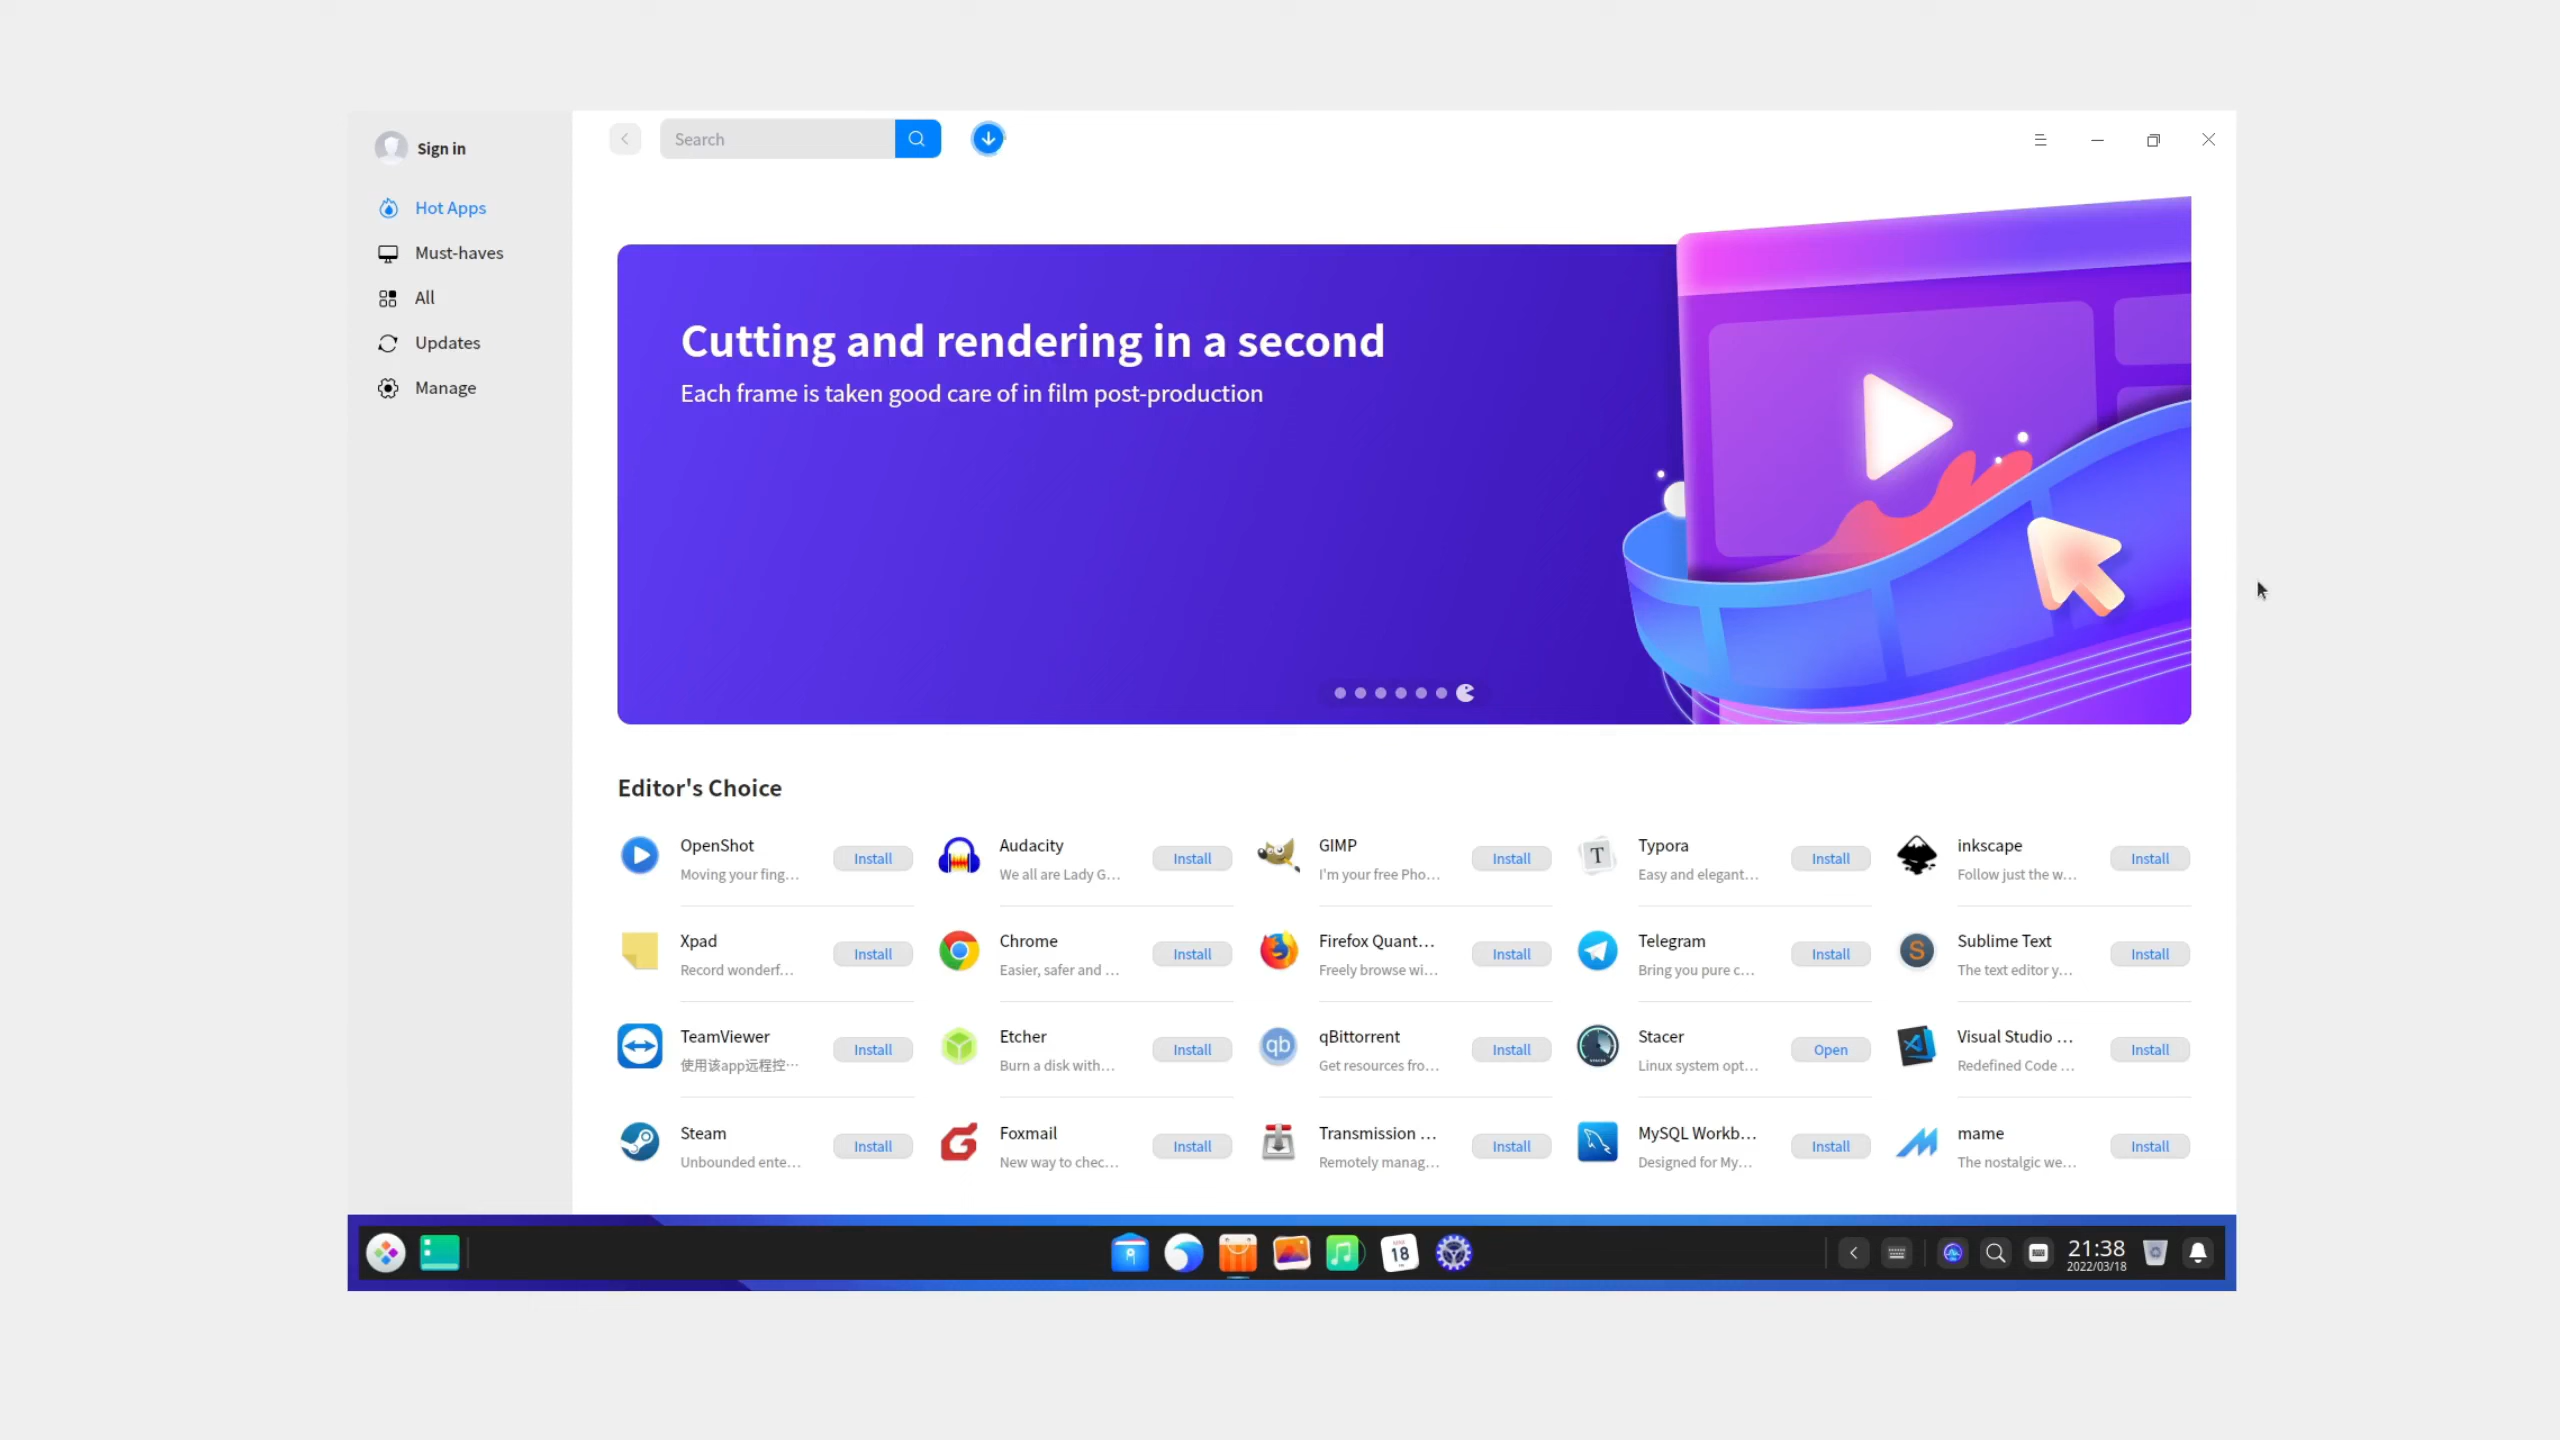 Sign in
Search
Hot Apps
Must-haves
All
Updates
Manage
Cutting and rendering in a second
Each frame is taken good care of in film post-production
Editor's Choice
OpenShot
Moving your fing...
Install
Audacity
We all are Lady G...
Install
GIMP
I'm your free Pho...
Install
T
Typora
Easy and elegant...
Install
inkscape
Follow just the w...
Install
Xpad
Record wonderf...
Install
Chrome
Easier, safer and ...
Install
Firefox Quant...
Freely browse wi...
Install
Telegram
Bring you pure c...
Install
S
Sublime Text
The text editor y...
Install
TeamViewer
使用该app远程控...
Install
Etcher
Burn a disk with...
Install
qb
qBittorrent
Get resources fro...
Install
Stacer
Linux system opt...
Open
Visual Studio ...
Redefined Code ...
Install
Steam
Unbounded ente...
Install
Foxmail
New way to chec...
Install
Transmission ...
Remotely manag...
Install
MySQL Workb...
Designed for My...
Install
mame
The nostalgic we...
Install
18
21:38
2022/03/18